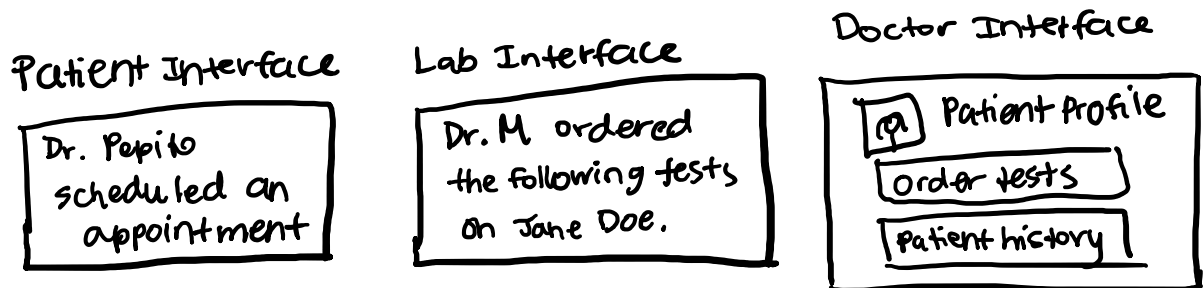 Patient Interface
Dr. Pepito
scheduled an
appointment
Lab Interface
Dr. M ordered
the following tests
on Jane Doe.
Doctor Interface
Patient Profile
order tests
patient history